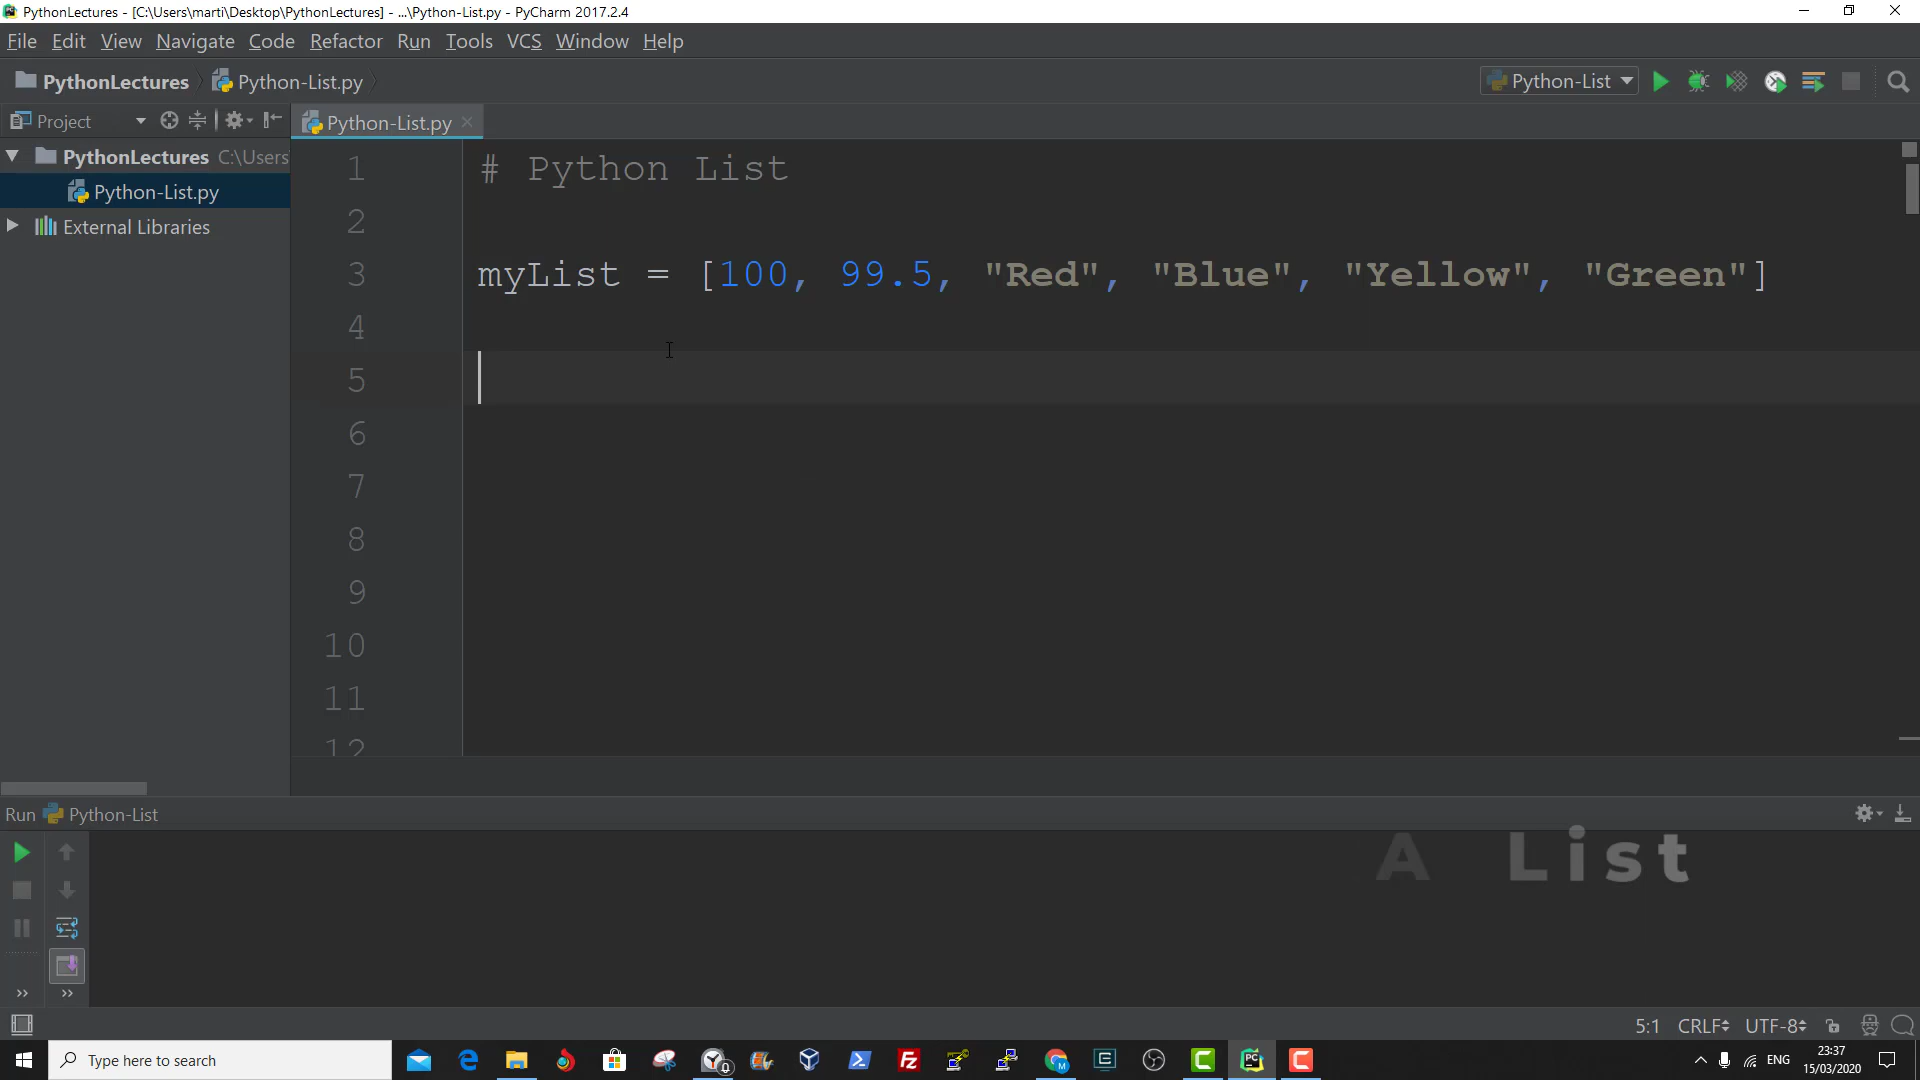 PythonLectures - [C:\Users\marti\Desktop\PythonLectures] - ...\Python-List.py - PyCharm 2017.2.4
File Edit View Navigate Code Refactor Run Tools VCS Window Help
PythonLectures Python-List.py Python-List
Project Python-List.py
PythonLectures C:\Users
Python-List.py
External Libraries
1 # Python List
2
3 myList = [100, 99.5, "Red", "Blue", "Yellow", "Green"]
4
5
6
7
8
9
10
11
12
Run Python-List
A List
5:1 CRLF UTF-8
Type here to search
ENG
23:37
15/03/2020